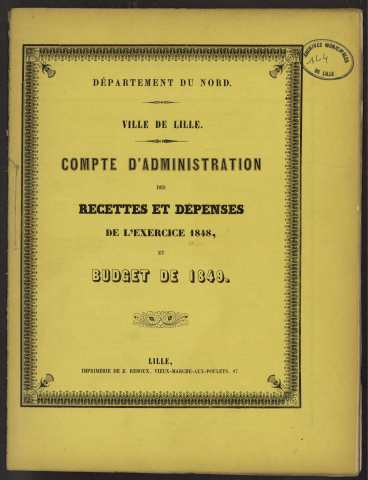 ARCHIVES MUNICIPALES
1L4
DE LILLE
DÉPARTEMENT DU NORD.
VILLE DE LILLE.
COMPTE D'ADMINISTRATION
DES
RECETTES ET DÉPENSES
DE L'EXERCICE 1848,
ET
BUDGET DE 1849.
LILLE,
IMPRIMERIE DE E. REBOUX, VIEUX-MARCHÉ-AUX-POULETS, 47